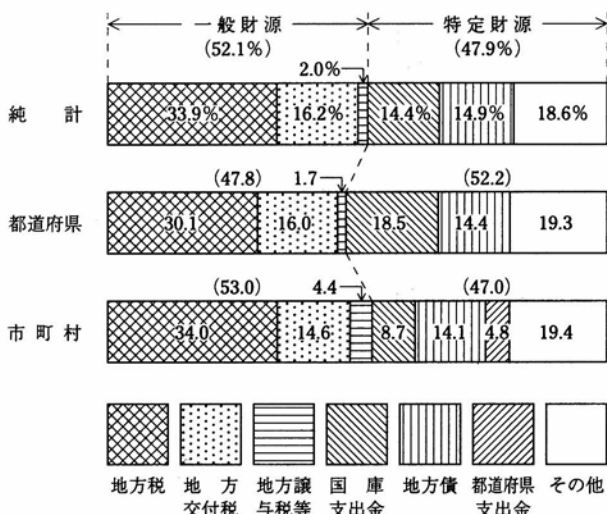 一般財源 特定財源
(52.1%) (47.9%)
2.0%
純計 33.9% 16.2% 14.4% 14.9% 18.6%
(47.8) 1.7 (52.2)
都道府県 30.1 16.0 18.5 14.4 19.3
(53.0) 4.4 (47.0)
市町村 34.0 14.6 8.7 14.1 4.8 19.4
地方税 地方 地方譲 国庫 地方債 都道府県 その他
交付税 与税等 支出金 支出金